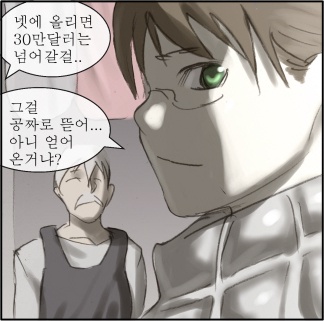 넷에 올리면
30만달러는
넘어갈걸..
그걸
공짜로 뜯어...
아니 얻어
온거냐?